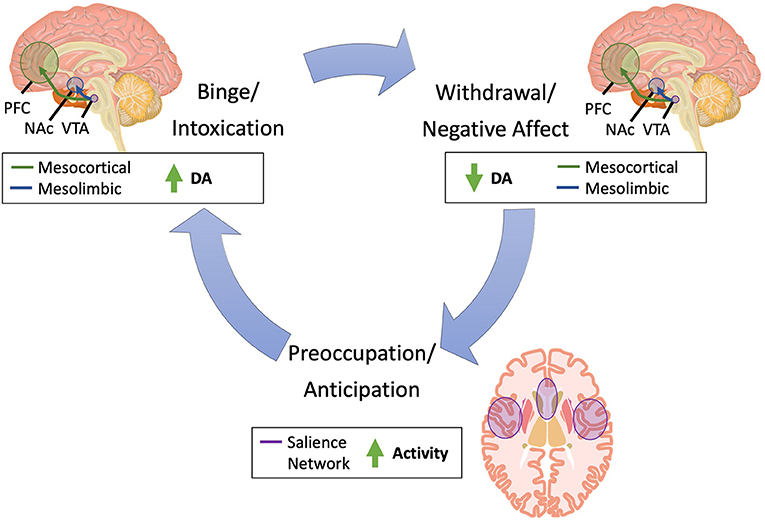 Binge/
Intoxication
PFC
NAc VTA
Mesocortical
Mesolimbic
DA
Withdrawal/
Negative Affect
PFC
NAc VTA
DA
Mesocortical
Mesolimbic
Preoccupation/
Anticipation
Salience
Network
Activity